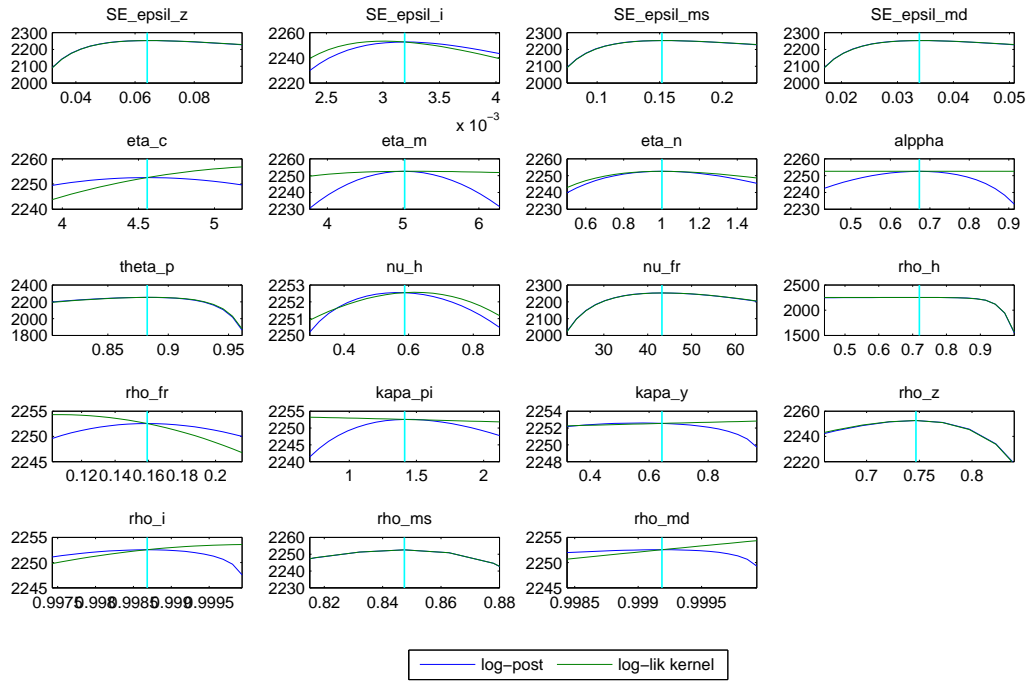 SE_epsil_z SE_epsil_i SE_epsil_ms SE_epsil_md
2300 2260 2300 2300
2200 2240 2200 2200
2100 2100 2100
2000 2220 2000 2000
0.04 0.06 0.08 2.5 3 3.5 4 0.1 0.15 0.2 0.02 0.03 0.04 0.05
x 10−3
eta_c eta_m eta_n alppha
2260 2260 2260 2260
2250 2250 2250 2250
2240 2240 2240
2240 2230 2230 2230
4 4.5 5 4 5 6 0.6 0.8 1 1.2 1.4 0.5 0.6 0.7 0.8 0.9
theta_p nu_h nu_fr rho_h
2400 2253 2300 2500
2200 2252 2200 2000
2000 2251 2100
1800 2250 2000 1500
0.85 0.9 0.95 0.4 0.6 0.8 30 40 50 60 0.5 0.6 0.7 0.8 0.9
rho_fr kapa_pi kapa_y rho_z
2255 2255 2254 2260
2250 2250 2252 2240
2245 2250
2245 2240 2248 2220
0.12 0.14 0.16 0.18 0.2 1 1.5 2 0.4 0.6 0.8 0.7 0.75 0.8
rho_i rho_ms rho_md
2255 2260 2255
2250 2250 2250
2240
2245 2230 2245
0.9975 0.998 0.9985 0.999 0.9995 0.82 0.84 0.86 0.88 0.9985 0.999 0.9995
log−post log−lik kernel